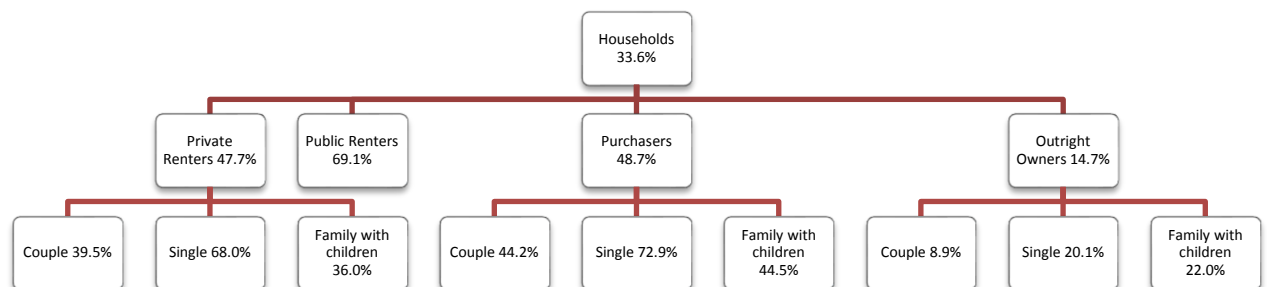 Households
33.6%
Private
Renters 47.7%
Public Renters
69.1%
Purchasers
48.7%
Outright
Owners 14.7%
Couple 39.5%
Single 68.0%
Family with
children
36.0%
Couple 44.2%
Single 72.9%
Family with
children
44.5%
Couple 8.9%
Single 20.1%
Family with
children
22.0%